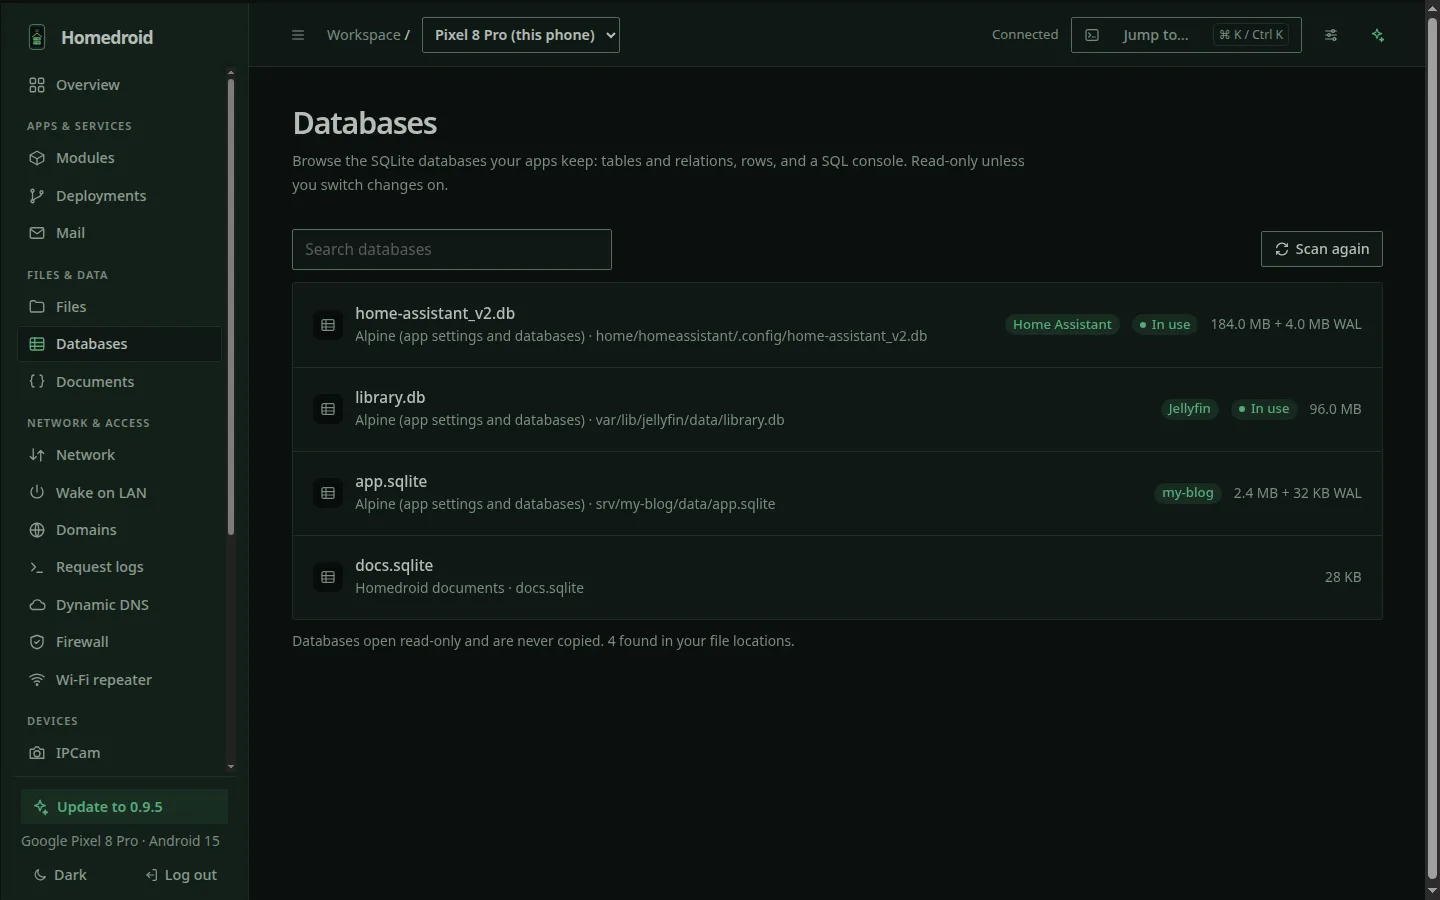 Homedroid
Overview
APPS & SERVICES
Modules
Deployments
Mail
FILES & DATA
Files
Databases
Documents
NETWORK & ACCESS
Network
Wake on LAN
Domains
Request logs
Dynamic DNS
Firewall
Wi-Fi repeater
DEVICES
IPCam
Update to 0.9.5
Google Pixel 8 Pro · Android 15
Dark
Log out
Workspace /
Pixel 8 Pro (this phone)
Connected
Jump to...
⌘ K / Ctrl K
Databases
Browse the SQLite databases your apps keep: tables and relations, rows, and a SQL console. Read-only unless
you switch changes on.
Search databases
Scan again
home-assistant_v2.db
Alpine (app settings and databases) · home/homeassistant/.config/home-assistant_v2.db
Home Assistant
In use
184.0 MB + 4.0 MB WAL
library.db
Alpine (app settings and databases) · var/lib/jellyfin/data/library.db
Jellyfin
In use
96.0 MB
app.sqlite
Alpine (app settings and databases) · srv/my-blog/data/app.sqlite
my-blog
2.4 MB + 32 KB WAL
docs.sqlite
Homedroid documents · docs.sqlite
28 KB
Databases open read-only and are never copied. 4 found in your file locations.